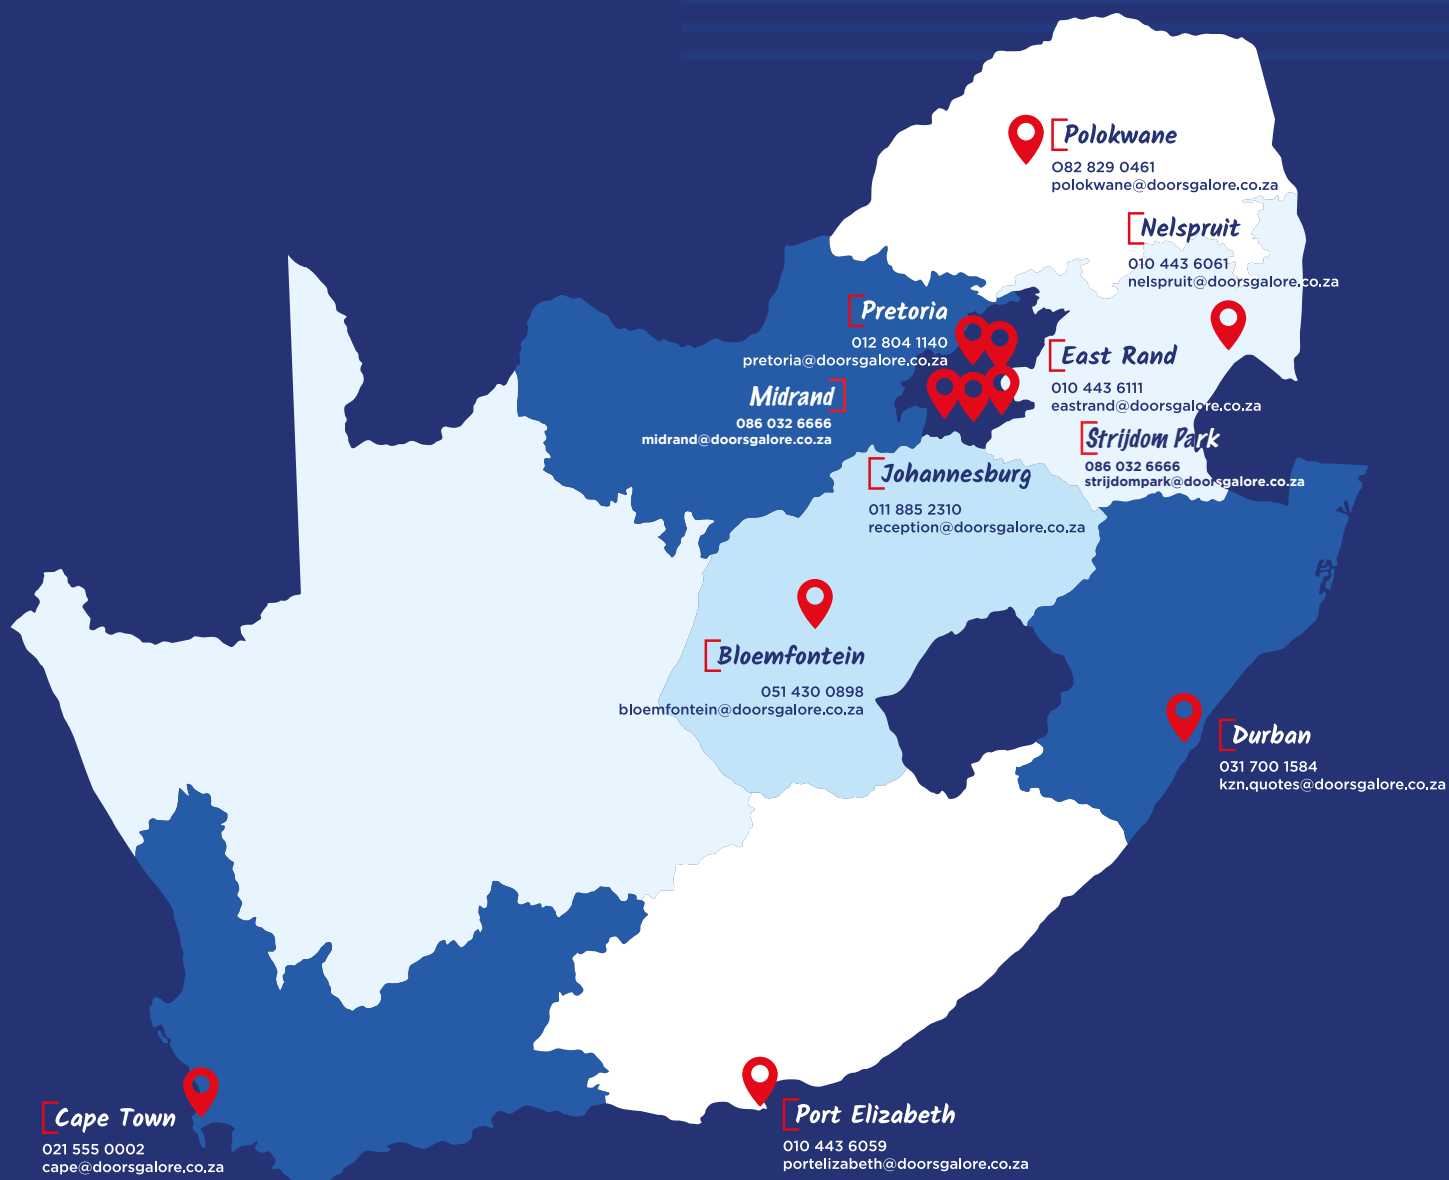 Polokwane
O82 829 0461
polokwane@doorsgalore.co.za
Nelspruit
010 443 6061
nelspruit@doorsgalore.co.za
Pretoria
012 804 1140
pretoria@doorsgalore.co.za
East Rand
010 443 6111
eastrand@doorsgalore.co.za
Midrand
086 032 6666
midrand@doorsgalore.co.za
Strijdom Park
086 032 6666
strijdompark@doorsgalore.co.za
Johannesburg
011 885 2310
reception@doorsgalore.co.za
Bloemfontein
051 430 0898
bloemfontein@doorsgalore.co.za
Durban
031 700 1584
kzn.quotes@doorsgalore.co.za
Cape Town
021 555 0002
cape@doorsgalore.co.za
Port Elizabeth
010 443 6059
portelizabeth@doorsgalore.co.za